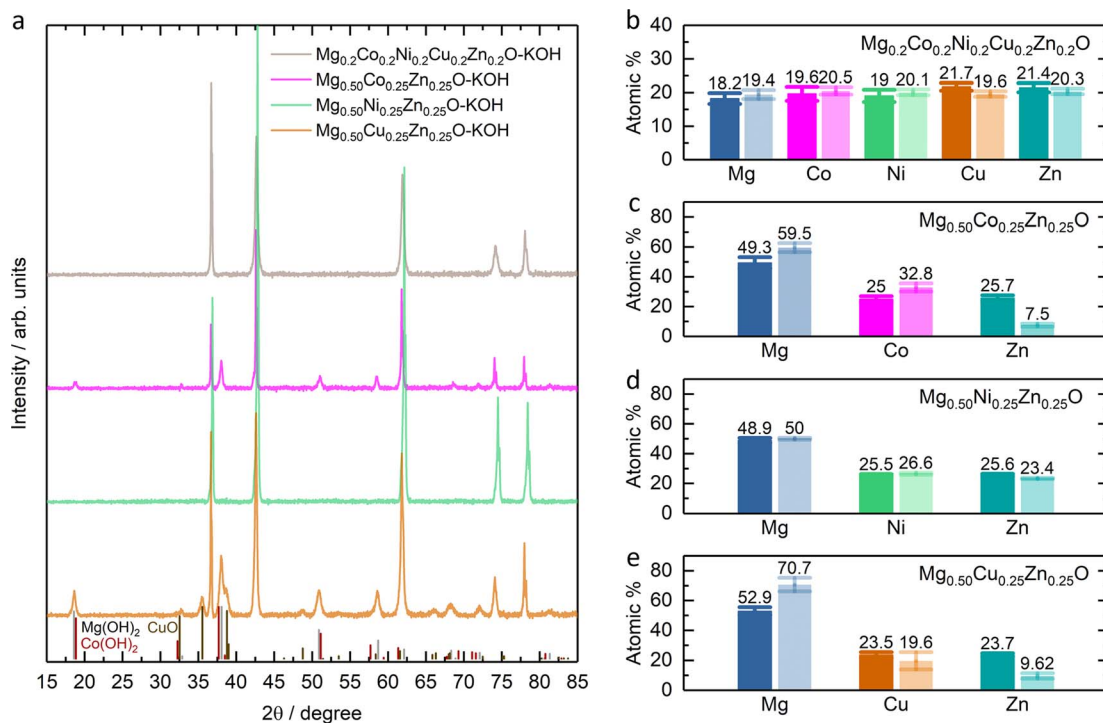 a
Intensity / arb. units
Mg0.2Co0.2Ni0.2Cu0.2Zn0.2O-KOH
Mg0.50Co0.25Zn0.25O-KOH
Mg0.50Ni0.25Zn0.25O-KOH
Mg0.50Cu0.25Zn0.25O-KOH
Mg(OH)2 CuO
Co(OH)2
15 20 25 30 35 40 45 50 55 60 65 70 75 80 85
2θ / degree
b
Mg0.2Co0.2Ni0.2Cu0.2Zn0.2O
Atomic %
40
30
20
10
0
18.2 19.4 19.6 20.5 19 20.1 21.7 19.6 21.4 20.3
Mg Co Ni Cu Zn
c
Mg0.50Co0.25Zn0.25O
Atomic %
80
60
40
20
0
49.3 59.5 25 32.8 25.7 7.5
Mg Co Zn
d
Mg0.50Ni0.25Zn0.25O
Atomic %
80
60
40
20
0
48.9 50 25.5 26.6 25.6 23.4
Mg Ni Zn
e
Mg0.50Cu0.25Zn0.25O
Atomic %
80
60
40
20
0
52.9 70.7 23.5 19.6 23.7 9.62
Mg Cu Zn